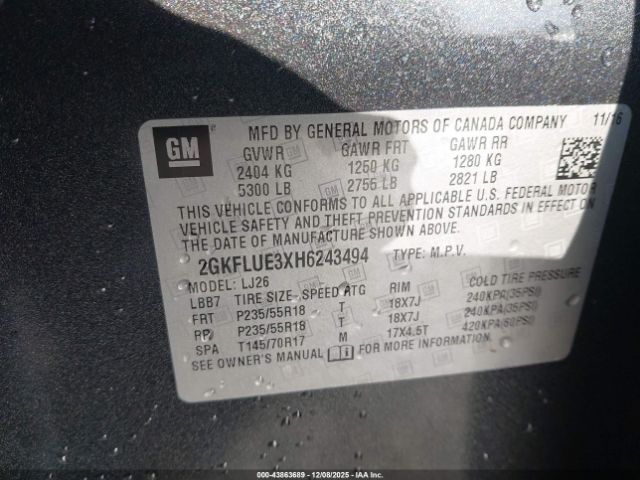 GM
MFD BY GENERAL MOTORS OF CANADA COMPANY 11/16
GVWR GAWR FRT GAWR RR
2404 KG 1250 KG 1280 KG
5300 LB 2755 LB 2821 LB
THIS VEHICLE CONFORMS TO ALL APPLICABLE U.S. FEDERAL MOTOR
VEHICLE SAFETY AND THEFT PREVENTION STANDARDS IN EFFECT ON
THE DATE OF MANUFACTURE SHOWN ABOVE.
2GKFLUE3XH6243494 TYPE: M.P.V.
MODEL: LJ26
LBB7 TIRE SIZE- SPEED RTG RIM COLD TIRE PRESSURE
FRT P235/55R18 T 18X7J 240KPA(35PSI)
RR P235/55R18 T 18X7J 240KPA(35PSI)
SPA T145/70R17 M 17X4.5T 420KPA(60PSI)
SEE OWNER'S MANUAL FOR MORE INFORMATION.
000-43863689 - 12/08/2025 - IAAI.com